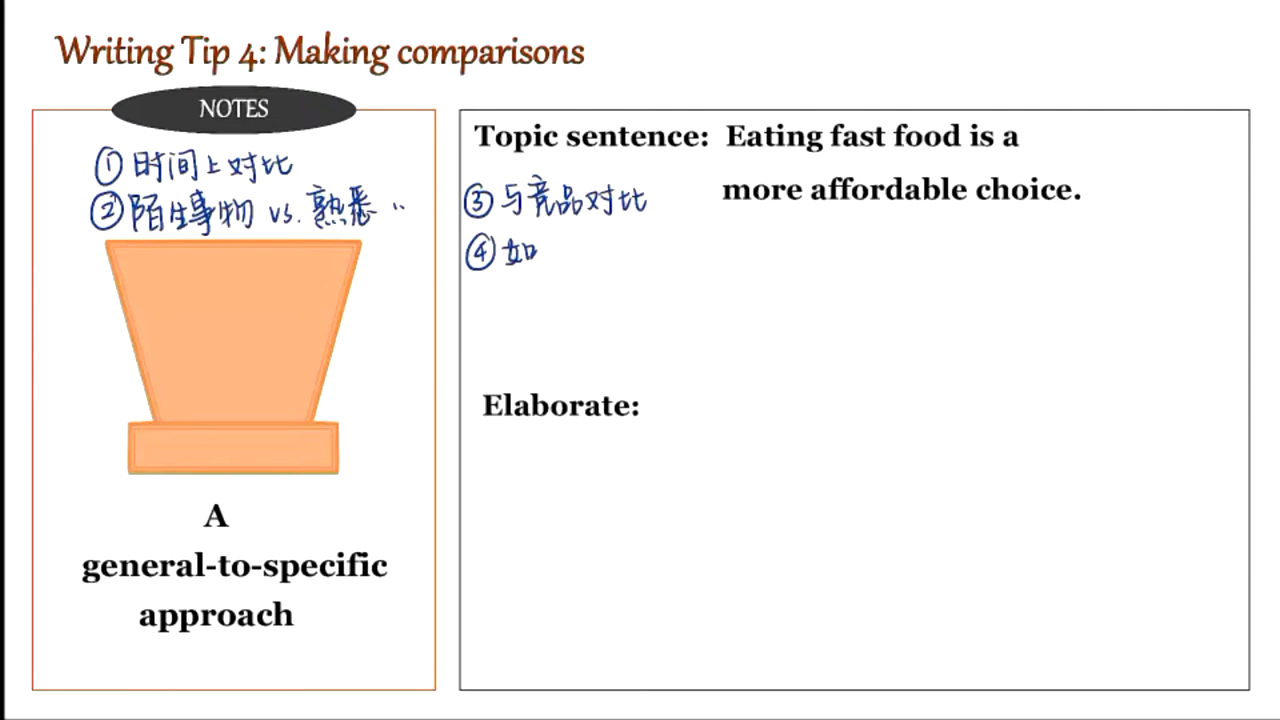 Writing Tip 4: Making comparisons
NOTES
①时间上对比
②陌生事物 vs. 熟悉 〃
A
general-to-specific
approach
Topic sentence: Eating fast food is a
more affordable choice.
③与竞品对比
④如
Elaborate: